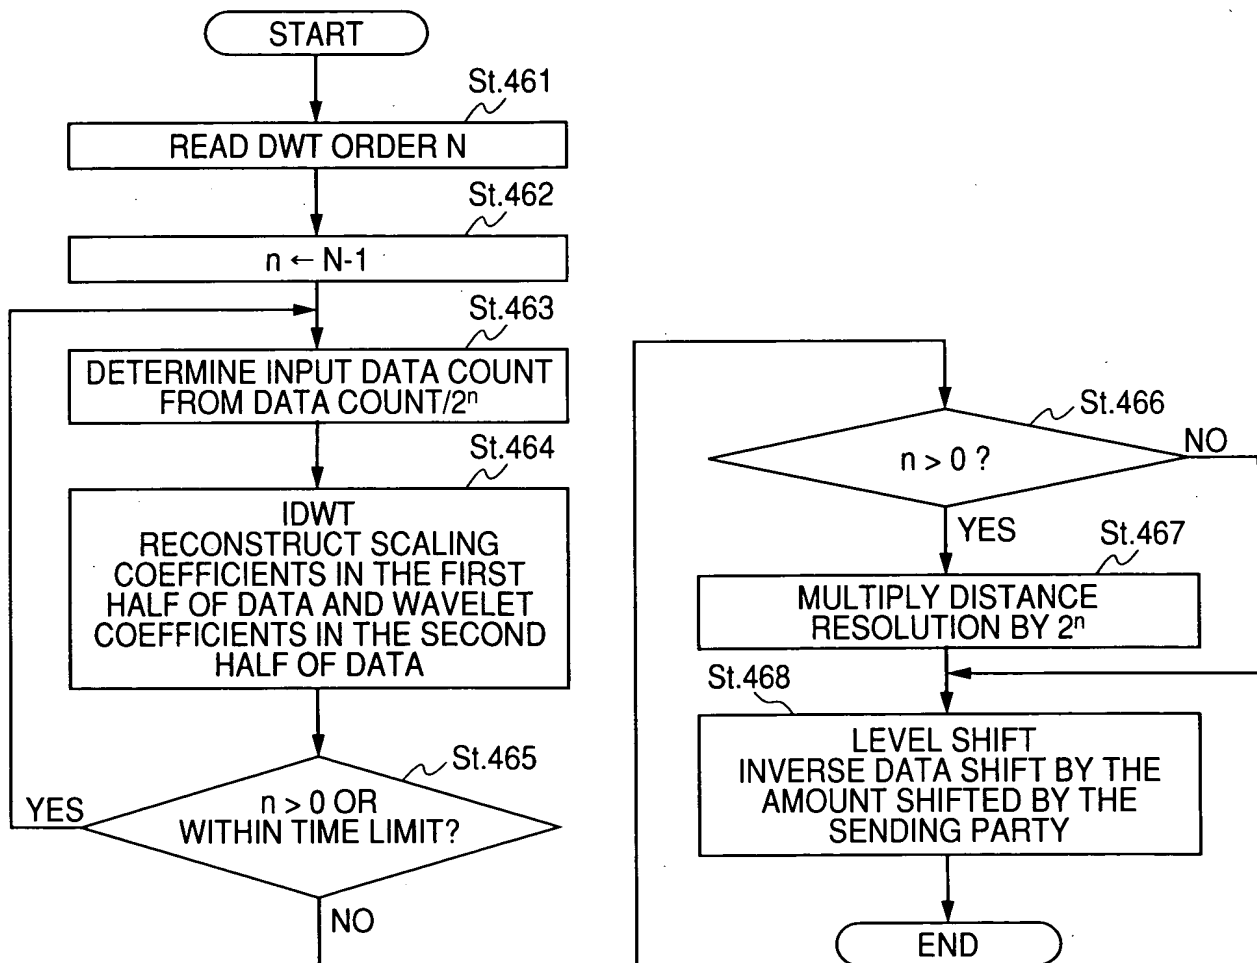 START
St.461
READ DWT ORDER N
St.462
n ← N-1
St.463
DETERMINE INPUT DATA COUNT
FROM DATA COUNT/2ⁿ
St.464
IDWT
RECONSTRUCT SCALING
COEFFICIENTS IN THE FIRST
HALF OF DATA AND WAVELET
COEFFICIENTS IN THE SECOND
HALF OF DATA
St.465
n > 0 OR
WITHIN TIME LIMIT?
YES
NO
St.466
n > 0 ?
NO
YES
St.467
MULTIPLY DISTANCE
RESOLUTION BY 2ⁿ
St.468
LEVEL SHIFT
INVERSE DATA SHIFT BY THE
AMOUNT SHIFTED BY THE
SENDING PARTY
END